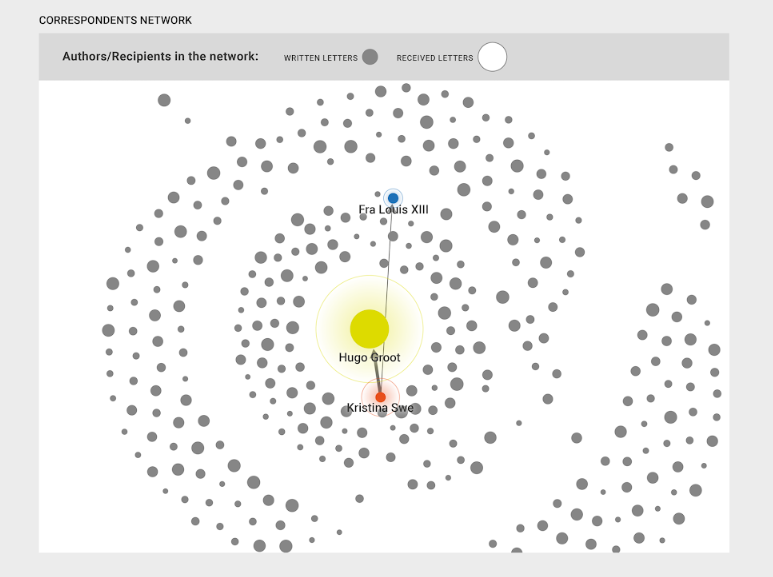 CORRESPONDENTS NETWORK
Authors/Recipients in the network: WRITTEN LETTERS RECEIVED LETTERS
Fra Louis XIII
Hugo Groot
Kristina Swe